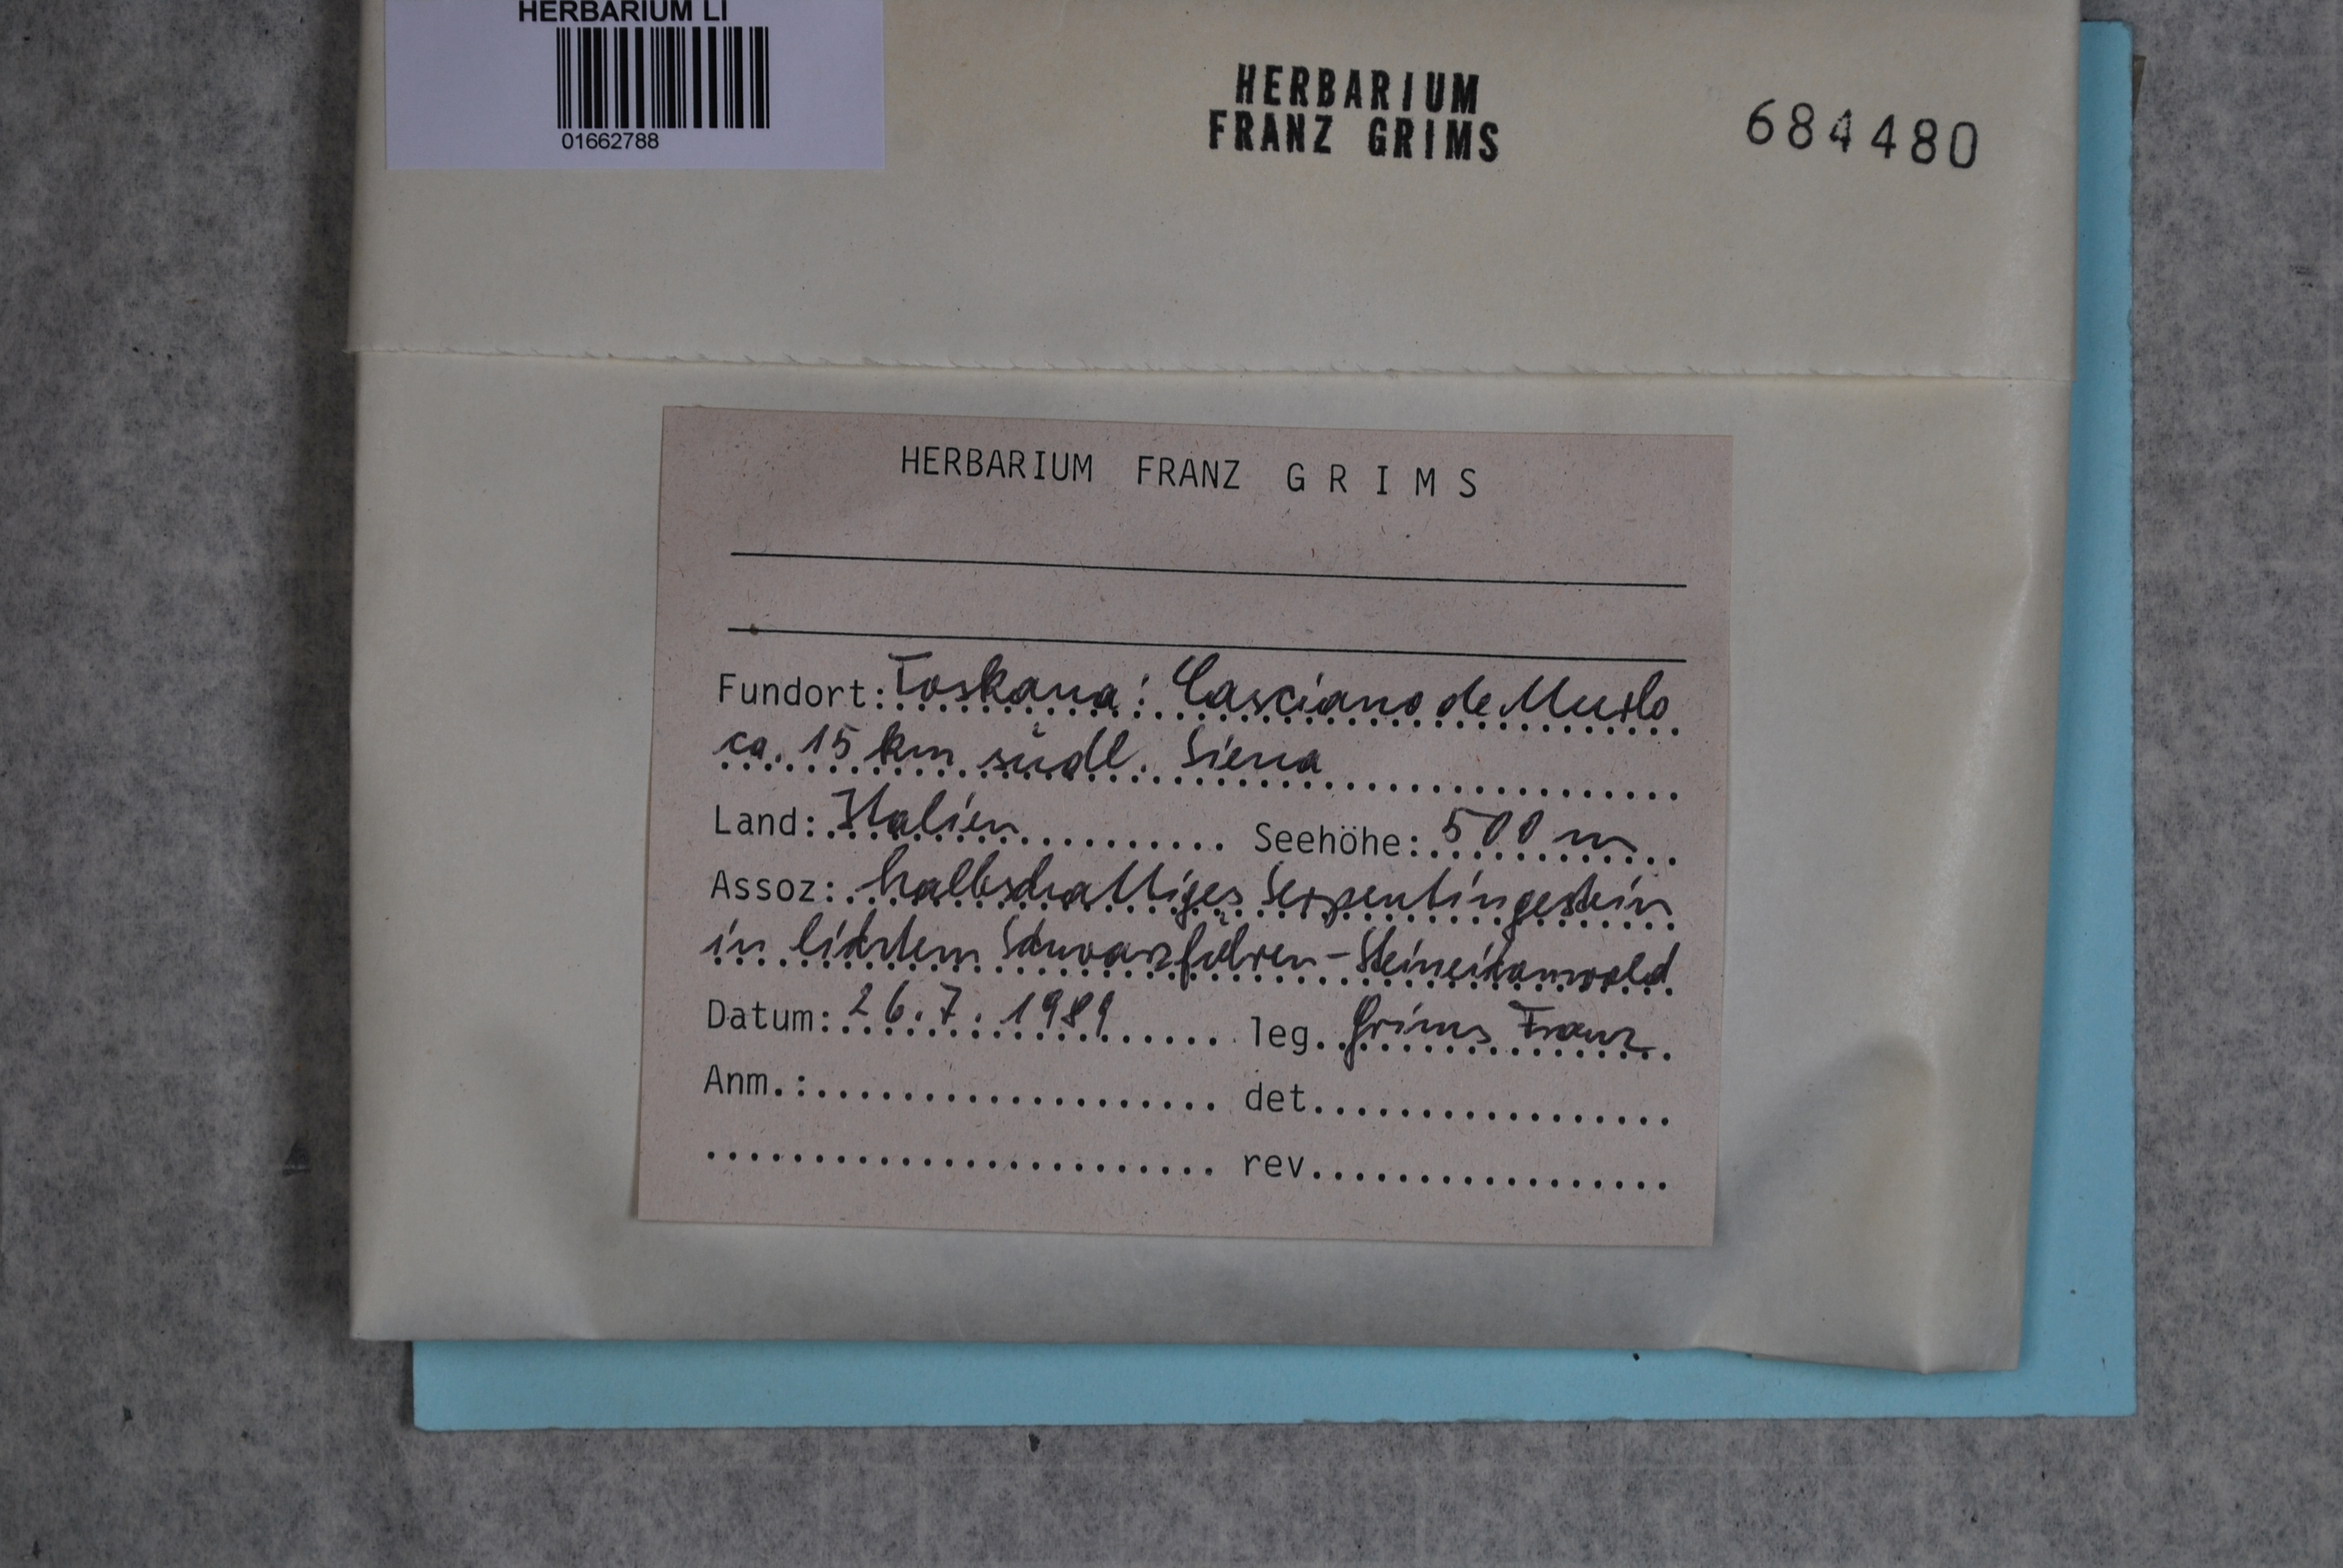 HERBARIUM LI
01662788
HERBARIUM
FRANZ GRIMS
684480
HERBARIUM FRANZ G R I M S
Fundort: Toskana: Casciano de Murlo
ca. 15 km südl. Siena
Land: Italien Seehöhe: 500 m
Assoz: halbschattiges Serpentingestein
in lichtem Schwarzföhren-Steineichenwald
Datum: 26.7.1989 leg. Grims Franz
Anm.: det.
rev.